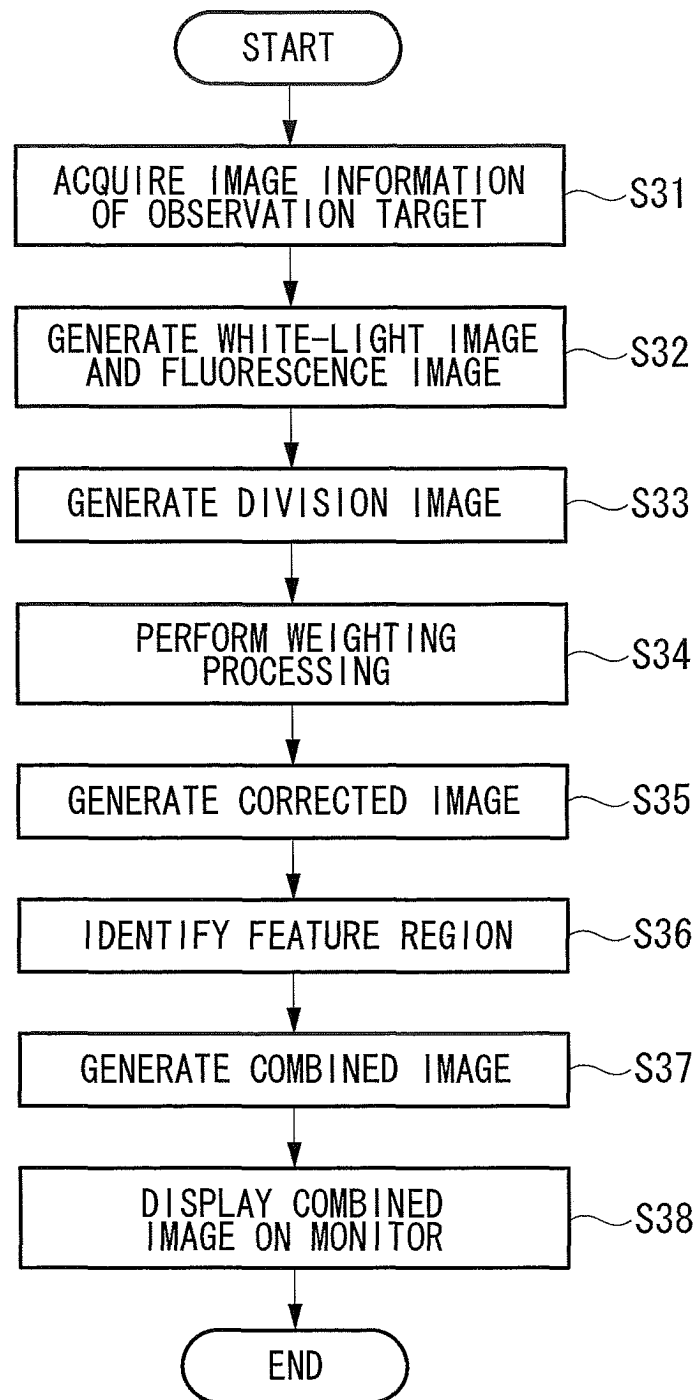 START
ACQUIRE IMAGE INFORMATION
OF OBSERVATION TARGET
S31
GENERATE WHITE-LIGHT IMAGE
AND FLUORESCENCE IMAGE
S32
GENERATE DIVISION IMAGE
S33
PERFORM WEIGHTING
PROCESSING
S34
GENERATE CORRECTED IMAGE
S35
IDENTIFY FEATURE REGION
S36
GENERATE COMBINED IMAGE
S37
DISPLAY COMBINED
IMAGE ON MONITOR
S38
END